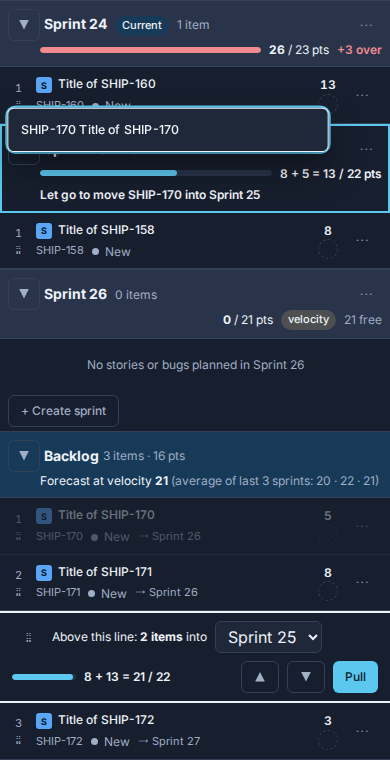 ▼ Sprint 24 Current 1 item ...
26 / 23 pts +3 over
1 S Title of SHIP-160 13 ...
SHIP-160 New
SHIP-170 Title of SHIP-170
...
8 + 5 = 13 / 22 pts
Let go to move SHIP-170 into Sprint 25
1 S Title of SHIP-158 8 ...
SHIP-158 New
▼ Sprint 26 0 items ...
0 / 21 pts velocity 21 free
No stories or bugs planned in Sprint 26
+ Create sprint
▼ Backlog 3 items · 16 pts
Forecast at velocity 21 (average of last 3 sprints: 20 · 22 · 21)
1 S Title of SHIP-170 5 ...
SHIP-170 New → Sprint 26
2 S Title of SHIP-171 8 ...
SHIP-171 New → Sprint 26
Above this line: 2 items into Sprint 25
8 + 13 = 21 / 22 ▲ ▼ Pull
3 S Title of SHIP-172 3 ...
SHIP-172 New → Sprint 27